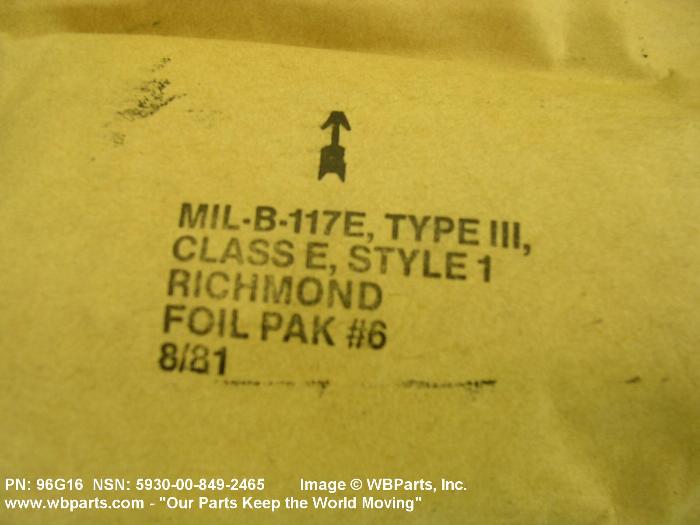 MIL-B-117E, TYPE III,
CLASS E, STYLE 1
RICHMOND
FOIL PAK #6
8/81
PN: 96G16 NSN: 5930-00-849-2465 Image © WBParts, Inc.
www.wbparts.com - "Our Parts Keep the World Moving"